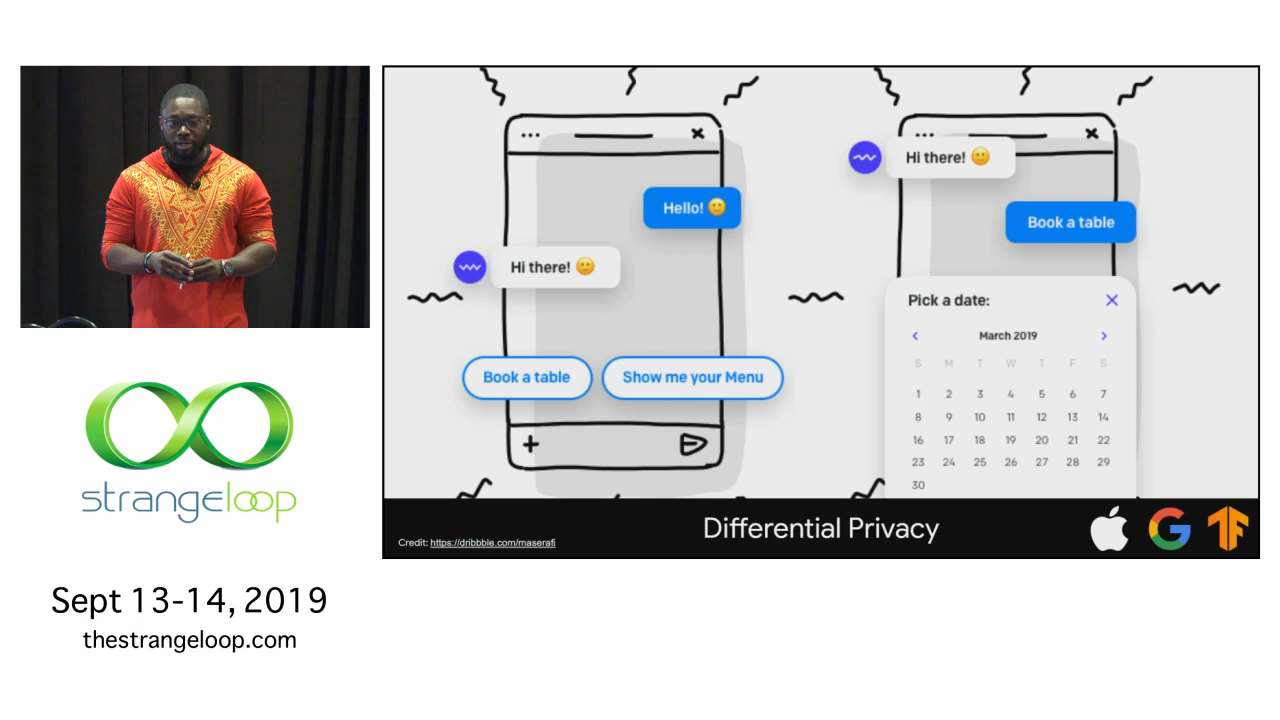 Hello! 🙂
Hi there! 🙂
Book a table
Show me your Menu
Hi there! 🙂
Book a table
Pick a date:
March 2019
S M T W T F S
1 2 3 4 5 6 7
8 9 10 11 12 13 14
16 17 18 19 20 21 22
23 24 25 26 27 28 29
30
Credit: https://dribbble.com/maserafi
Differential Privacy
strangeloop
Sept 13-14, 2019
thestrangeloop.com